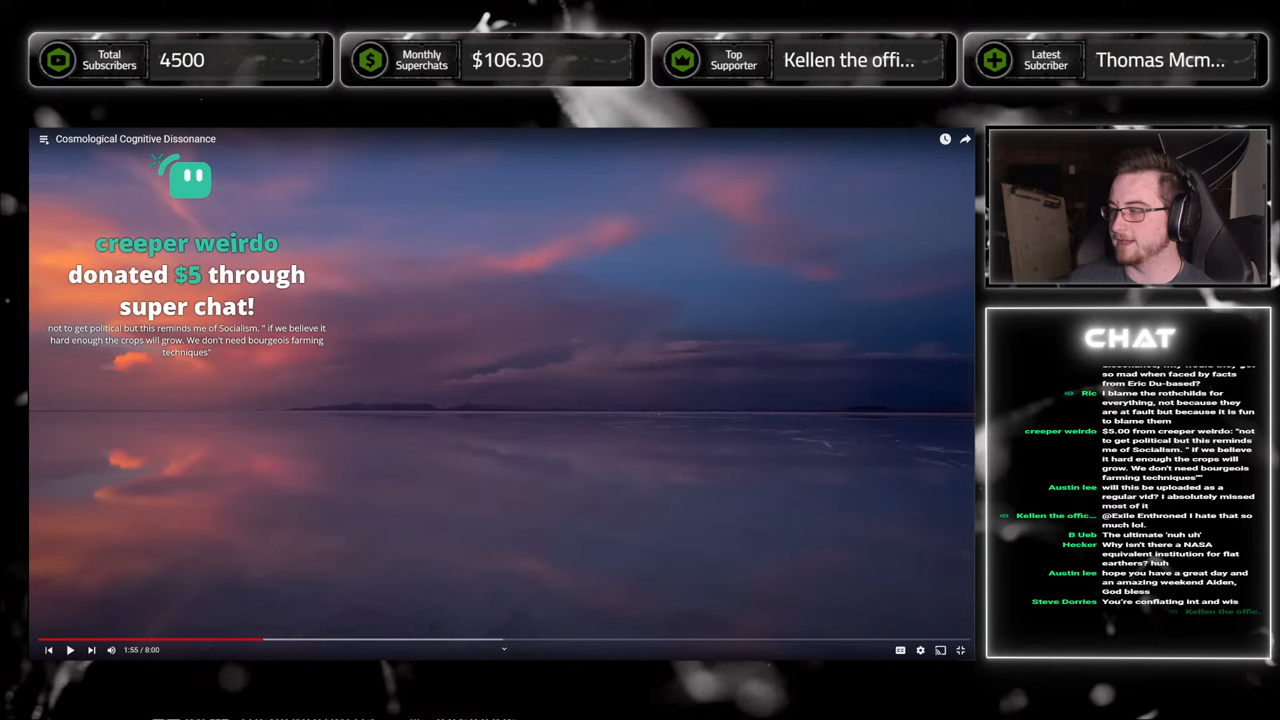 Total
Subscribers
4500
Monthly
Superchats
$106.30
Top
Supporter
Kellen the offi...
Latest
Subcriber
Thomas Mcm...
Cosmological Cognitive Dissonance
creeper weirdo
donated $5 through
super chat!
not to get political but this reminds me of Socialism. " if we believe it
hard enough the crops will grow. We don't need bourgeois farming
techniques"
1:55 / 8:00
CHAT
so mad when faced by facts
from Eric Du-based?
Ric I blame the rothchilds for
everything, not because they
are at fault but because it is fun
to blame them
creeper weirdo $5.00 from creeper weirdo: "not
to get political but this reminds
me of Socialism. " if we believe
it hard enough the crops will
grow. We don't need bourgeois
farming techniques""
Austin lee will this be uploaded as a
regular vid? I absolutely missed
most of it
Kellen the offic... @Exile Enthroned I hate that so
much lol.
B Ueb The ultimate 'nuh uh'
Hecker Why isn't there a NASA
equivalent institution for flat
earthers? huh
Austin lee hope you have a great day and
an amazing weekend Aiden,
God bless
Steve Dorries You're conflating int and wis
Kellen the offic...